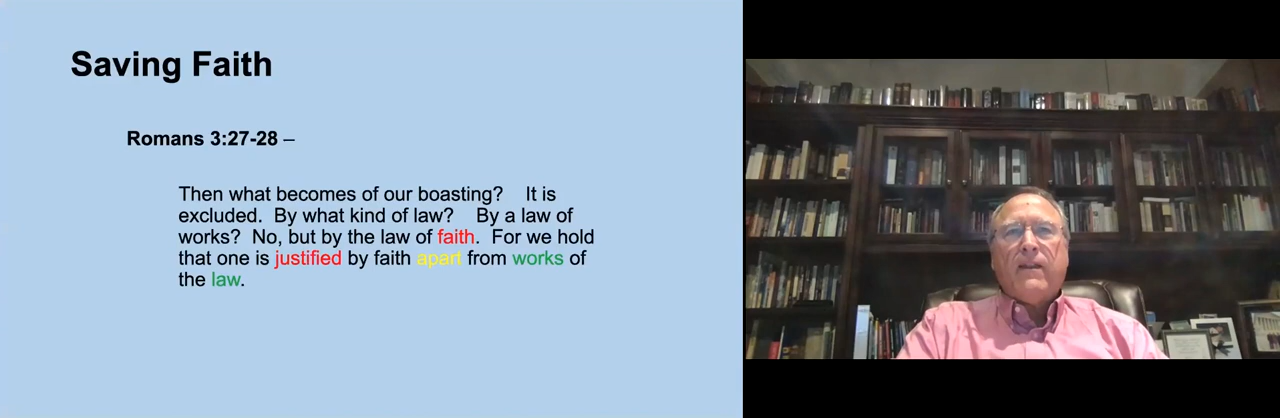 Saving Faith
Romans 3:27-28 –
Then what becomes of our boasting? It is
excluded. By what kind of law? By a law of
works? No, but by the law of faith. For we hold
that one is justified by faith apart from works of
the law.